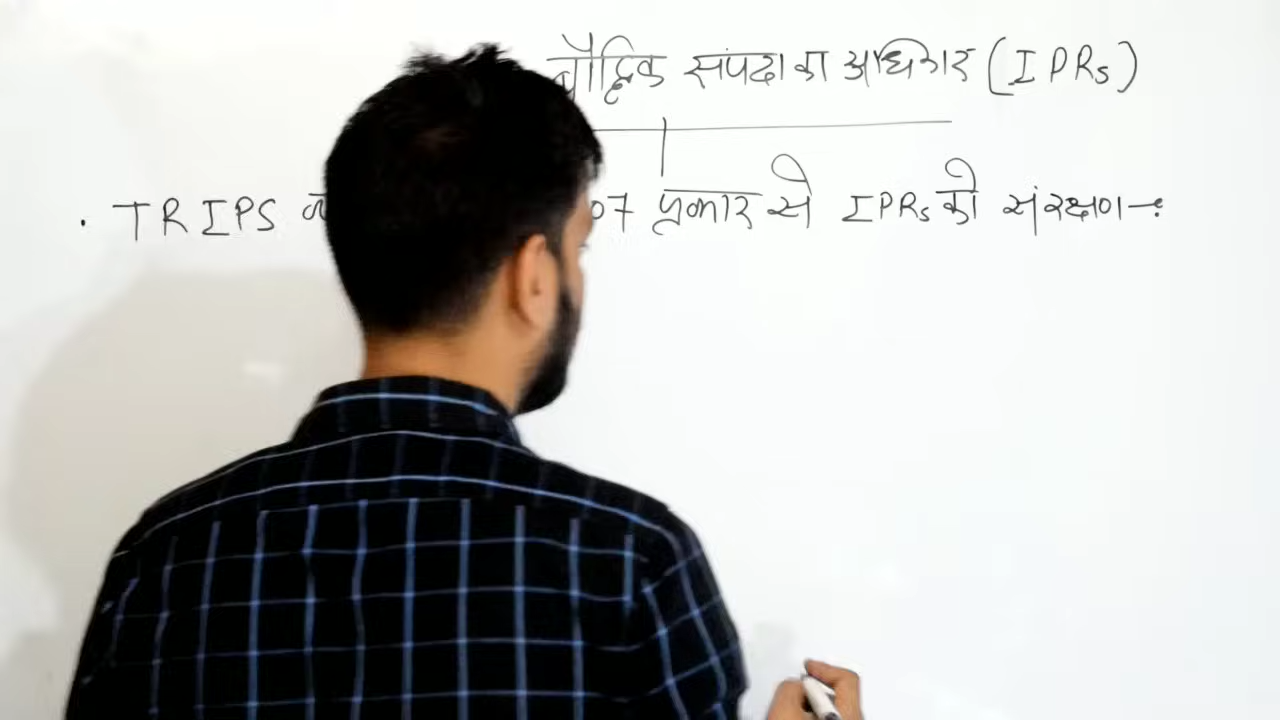 बौद्धिक संपदा का अधिकार (IPRs)
. TRIPS 07 प्रकार से IPRs को संरक्षण →: